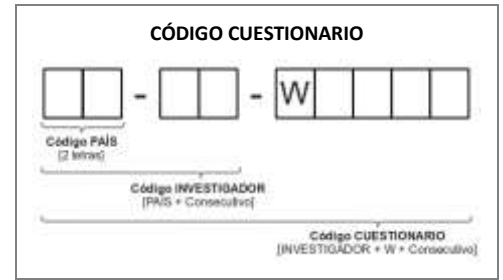 CÓDIGO CUESTIONARIO
- - W
Código PAÍS
[2 letras]
Código INVESTIGADOR
[PAÍS + Consecutivo]
Código CUESTIONARIO
[INVESTIGADOR + W + Consecutivo]